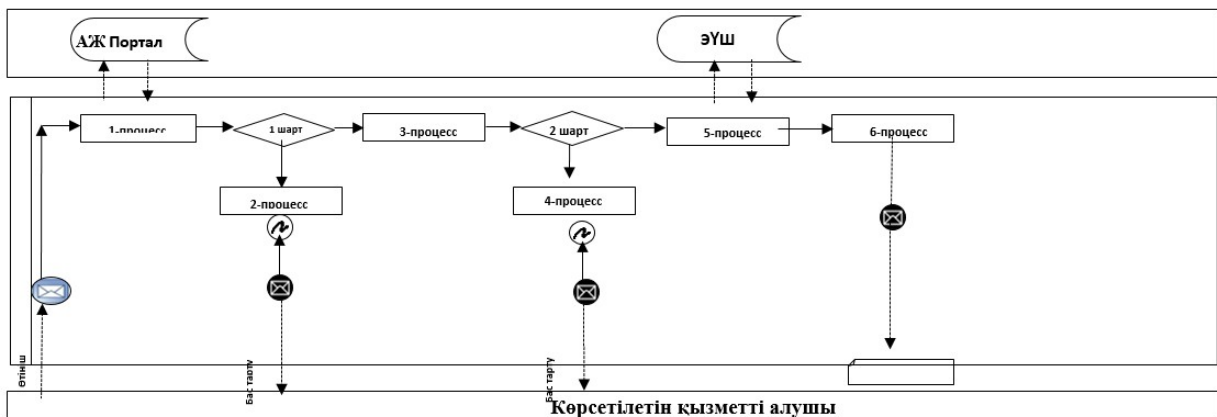 АЖ Портал
ЭҮШ
1-процесс
1 шарт
3-процесс
2 шарт
5-процесс
6-процесс
2-процесс
4-процесс
Өтініш
Бас тарту
Бас тарту
Көрсетілетін қызметті алушы